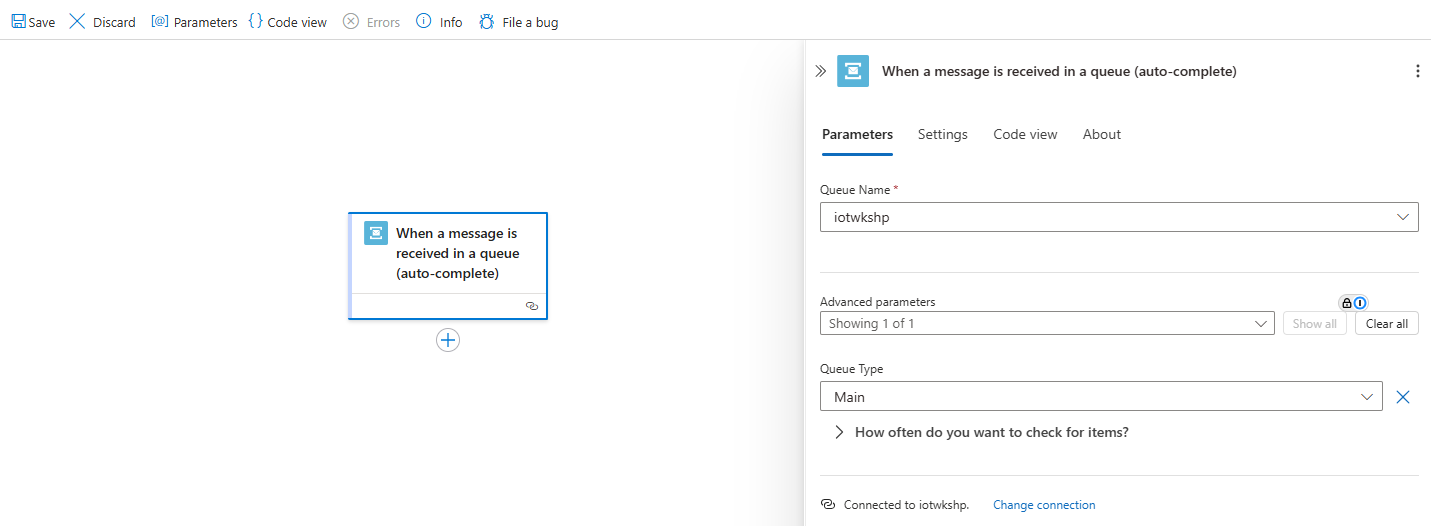 Save Discard [@] Parameters {} Code view Errors Info File a bug
When a message is
received in a queue
(auto-complete)
When a message is received in a queue (auto-complete)
Parameters Settings Code view About
Queue Name *
iotwkshp
Advanced parameters
Showing 1 of 1
Show all
Clear all
Queue Type
Main
How often do you want to check for items?
Connected to iotwkshp. Change connection